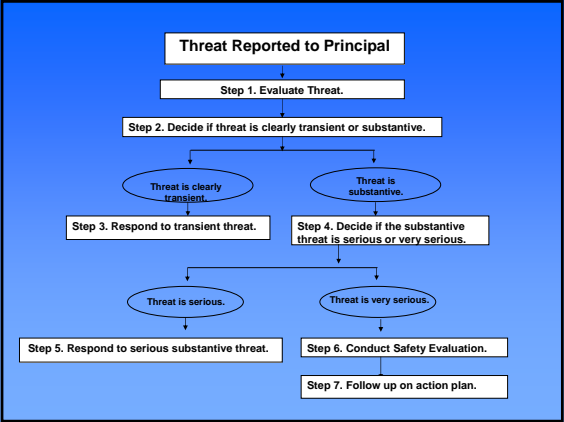 Threat Reported to Principal
Step 1. Evaluate Threat.
Step 2. Decide if threat is clearly transient or substantive.
Threat is clearly
transient.
Threat is
substantive.
Step 3. Respond to transient threat.
Step 4. Decide if the substantive
threat is serious or very serious.
Threat is serious.
Threat is very serious.
Step 5. Respond to serious substantive threat.
Step 6. Conduct Safety Evaluation.
Step 7. Follow up on action plan.